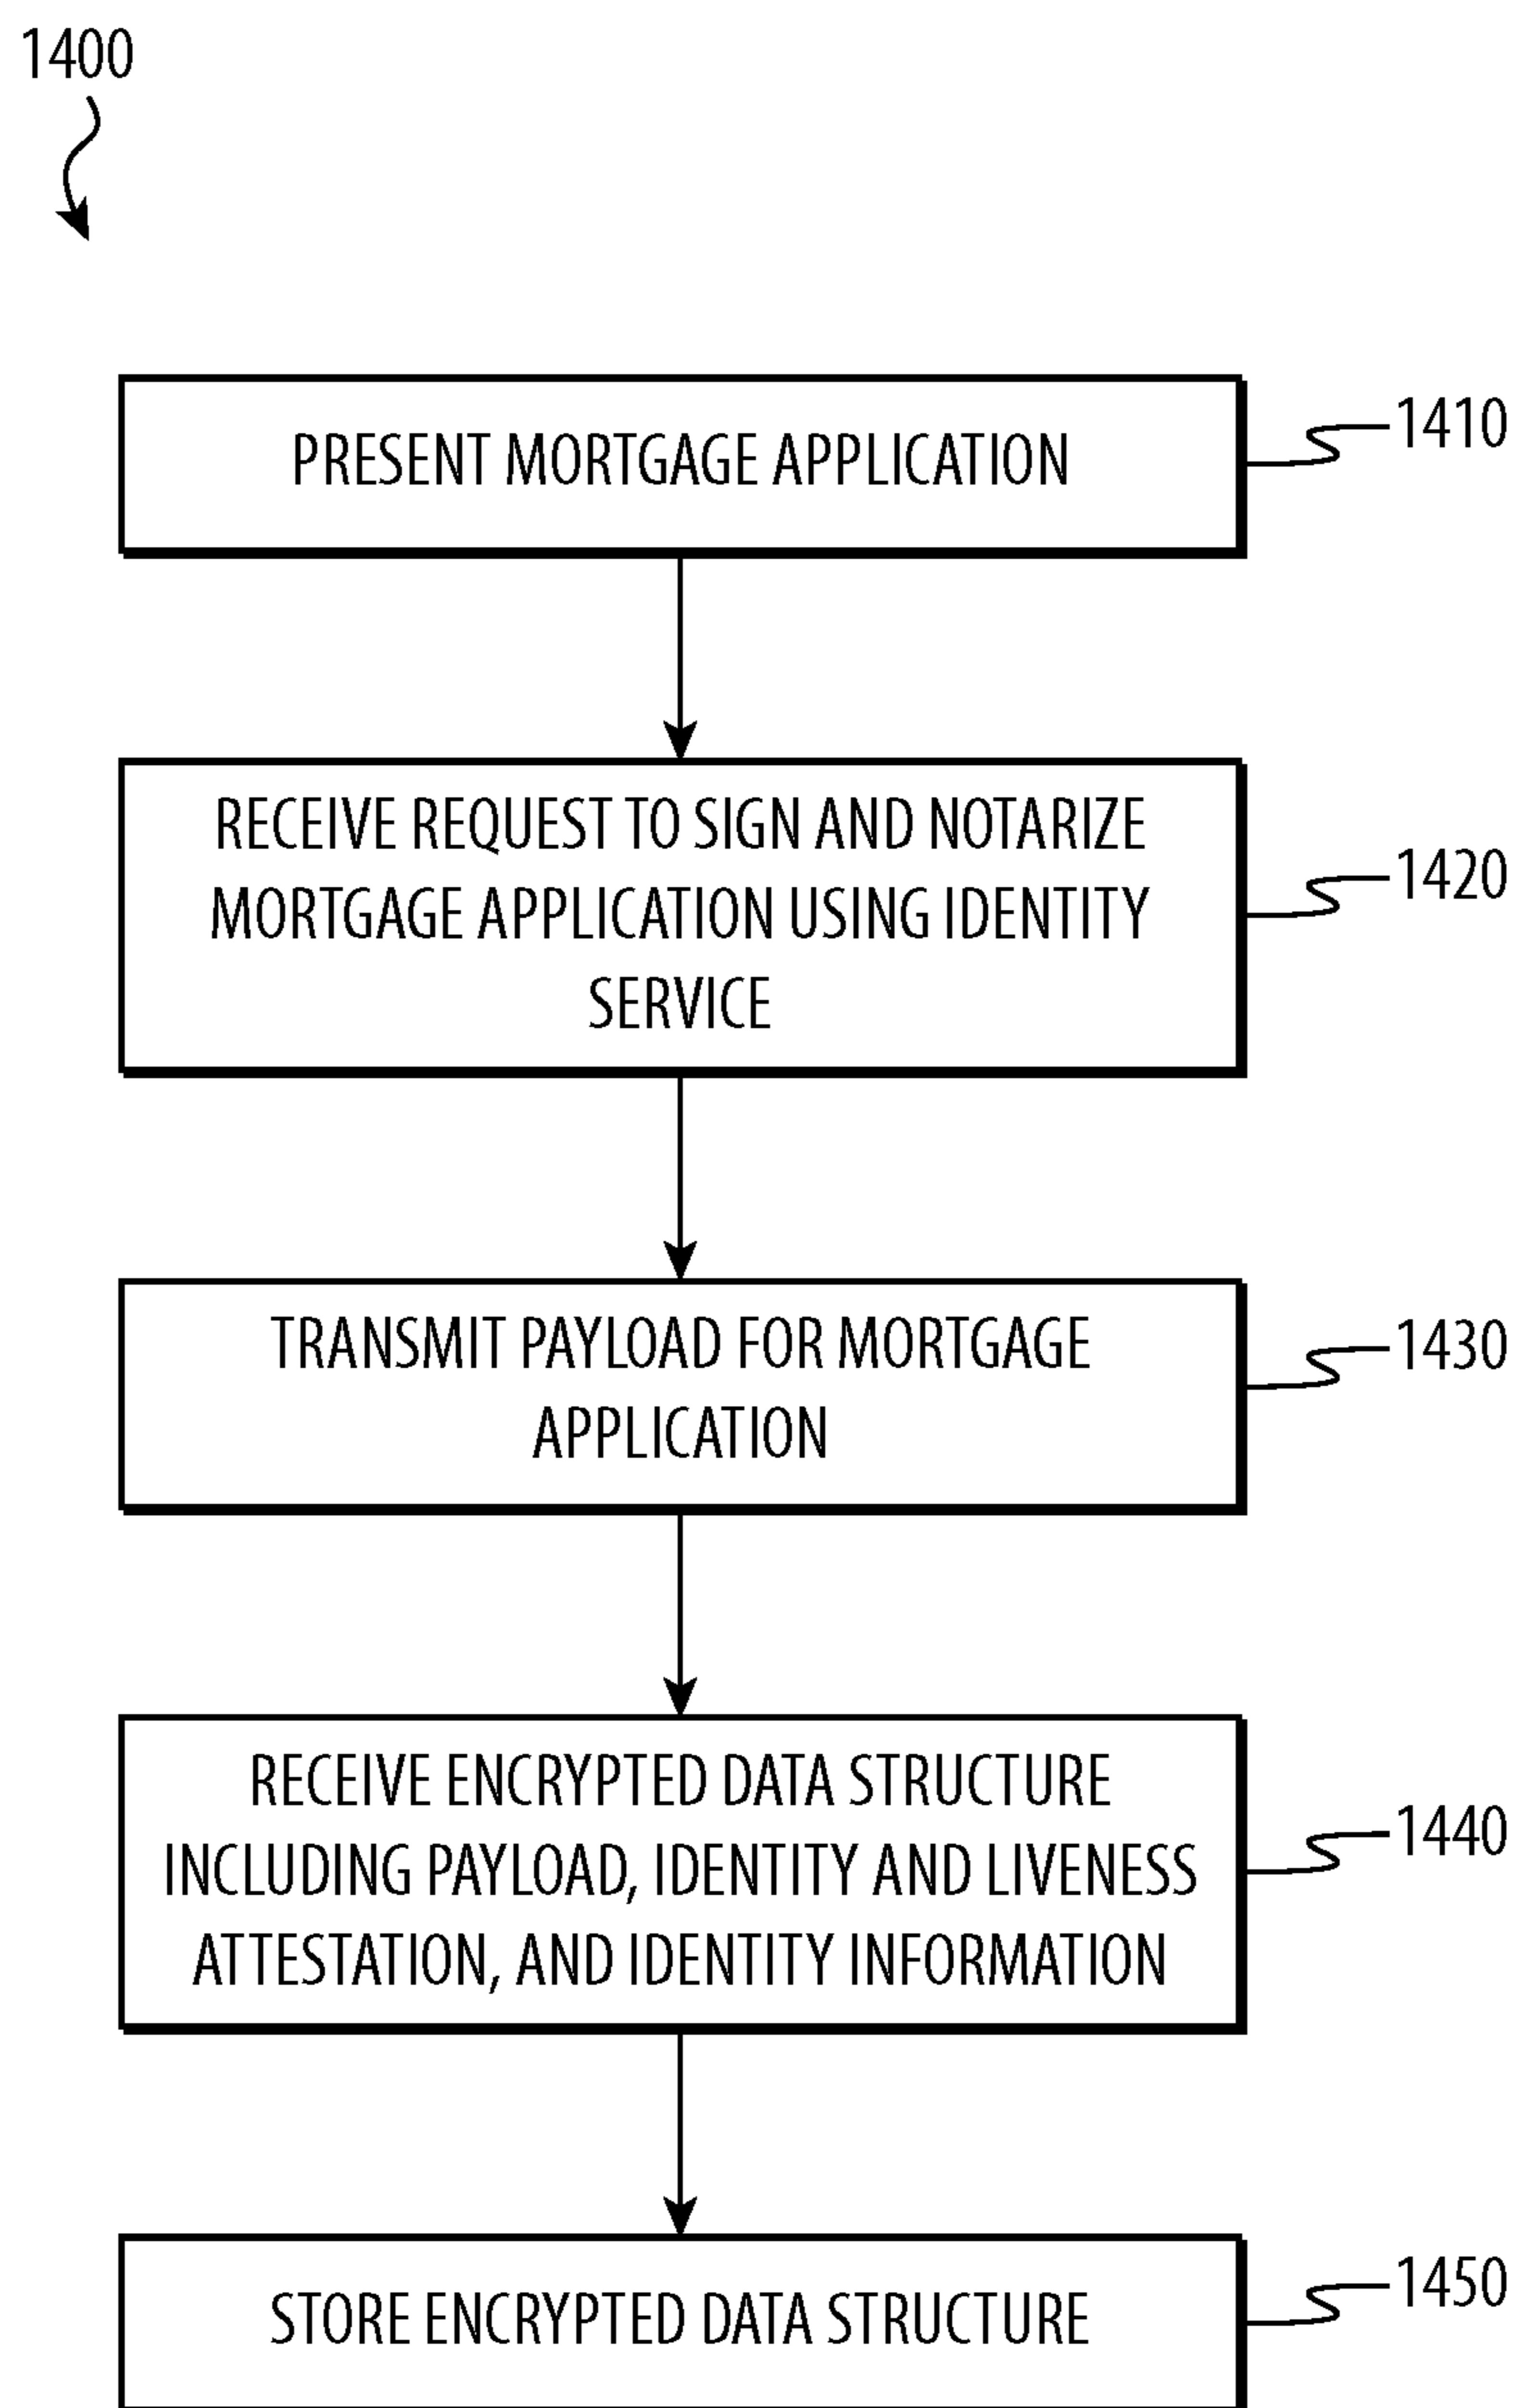 1400
PRESENT MORTGAGE APPLICATION
1410
RECEIVE REQUEST TO SIGN AND NOTARIZE
MORTGAGE APPLICATION USING IDENTITY
SERVICE
1420
TRANSMIT PAYLOAD FOR MORTGAGE
APPLICATION
1430
RECEIVE ENCRYPTED DATA STRUCTURE
INCLUDING PAYLOAD, IDENTITY AND LIVENESS
ATTESTATION, AND IDENTITY INFORMATION
1440
STORE ENCRYPTED DATA STRUCTURE
1450